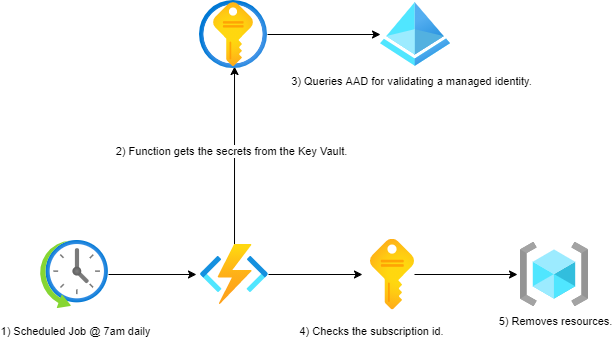 3) Queries AAD for validating a managed identity.
2) Function gets the secrets from the Key Vault.
1) Scheduled Job @ 7am daily
4) Checks the subscription id.
5) Removes resources.